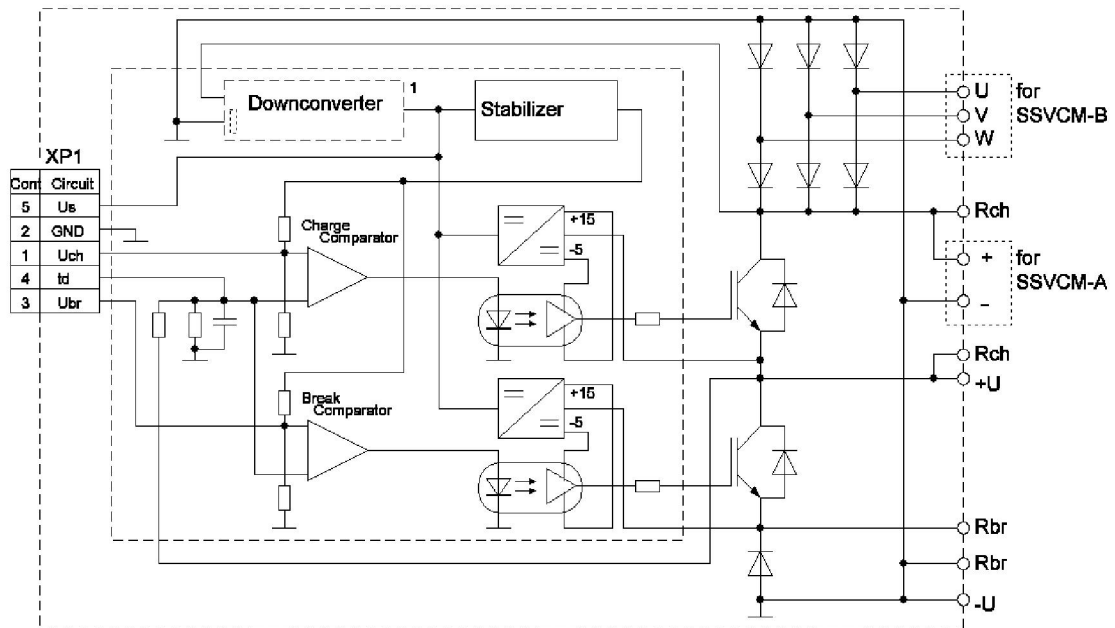 Downconverter
1
Stabilizer
U
V
W
for
SSVCM-B
XP1
Cont Circuit
5 Us
2 GND
1 Uch
4 td
3 Ubr
Charge
Comparator
+15
-5
Rch
+
–
for
SSVCM-A
Rch
+U
Break
Comparator
+15
-5
Rbr
Rbr
-U